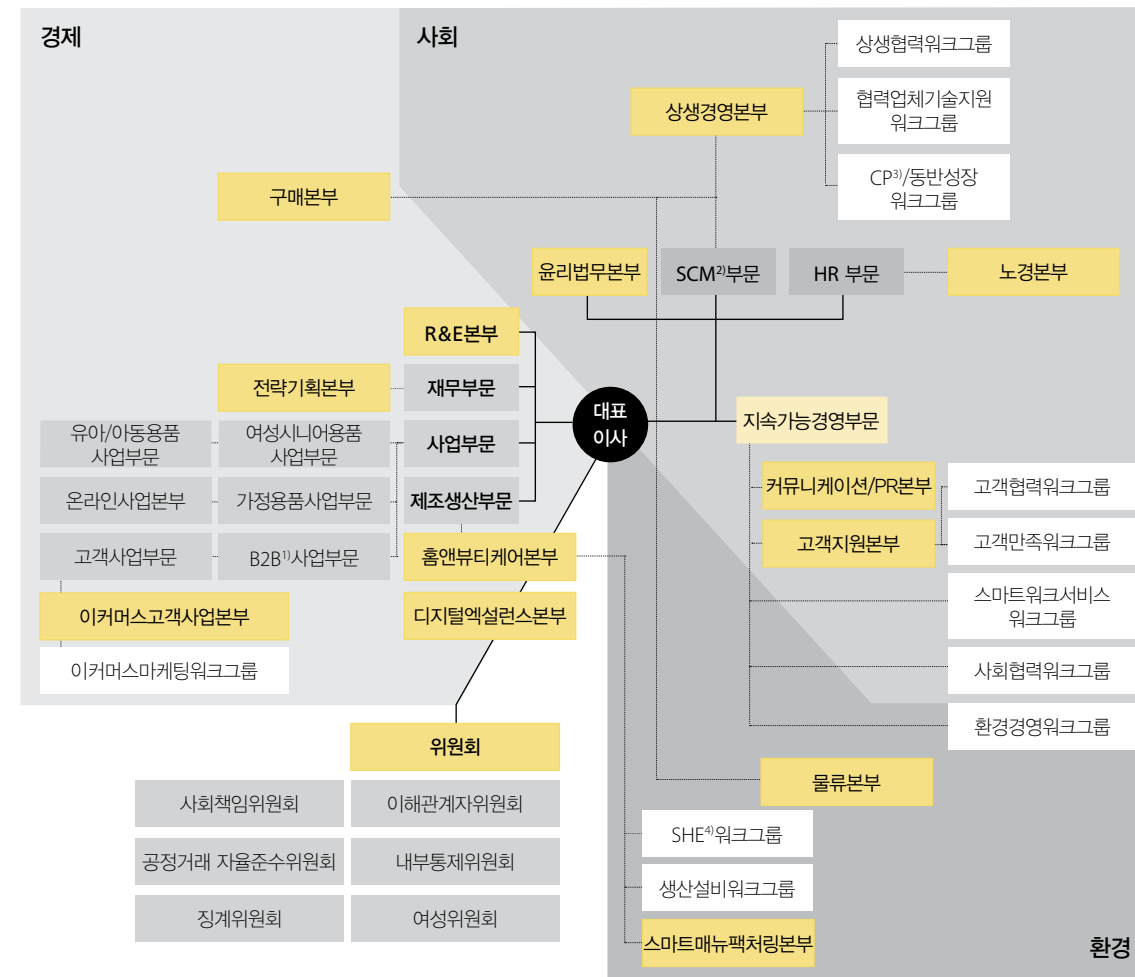 경제
사회
상생협력워크그룹
상생경영본부
협력업체기술지원
워크그룹
CP3)/동반성장
워크그룹
구매본부
윤리법무본부
SCM2)부문
HR 부문
노경본부
R&E본부
전략기획본부
재무부문
대표
이사
지속가능경영부문
유아/아동용품
사업부문
여성시니어용품
사업부문
사업부문
커뮤니케이션/PR본부
고객협력워크그룹
온라인사업본부
가정용품사업부문
제조생산부문
고객지원본부
고객만족워크그룹
고객사업부문
B2B1)사업부문
홈앤뷰티케어본부
스마트워크서비스
워크그룹
이커머스고객사업본부
디지털엑설런스본부
이커머스마케팅워크그룹
사회협력워크그룹
환경경영워크그룹
위원회
물류본부
사회책임위원회
이해관계자위원회
SHE4)워크그룹
공정거래 자율준수위원회
내부통제위원회
생산설비워크그룹
징계위원회
여성위원회
스마트매뉴팩처링본부
환경